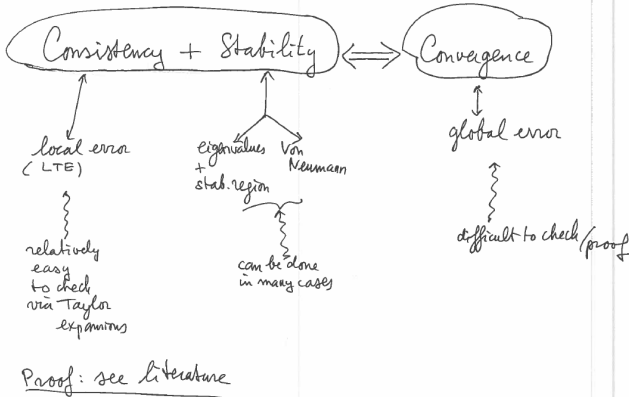 Consistency + Stability ⟺ Convergence
local error
(LTE)
eigenvalues
+
stab. region
Von
Neumann
global error
relatively
easy
to check
via Taylor
expansions
can be done
in many cases
difficult to check/proof
Proof: see literature